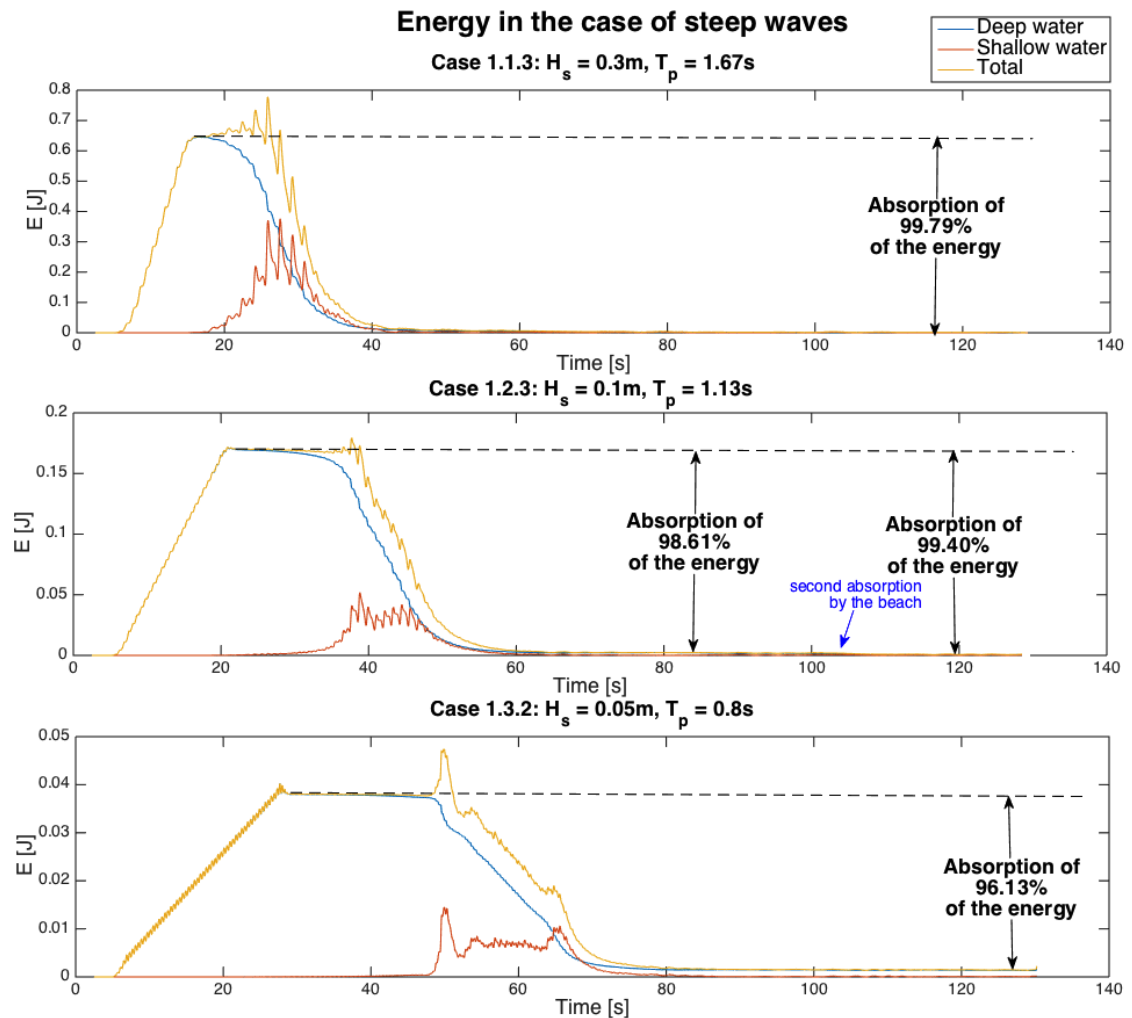 Energy in the case of steep waves
Deep water
Shallow water
Total
Case 1.1.3: H_s = 0.3m, T_p = 1.67s
0.8
0.7
0.6
0.5
0.4
0.3
0.2
0.1
0
E [J]
Absorption of
99.79%
of the energy
0 20 40 60 80 100 120 140
Time [s]
Case 1.2.3: H_s = 0.1m, T_p = 1.13s
0.2
0.15
0.1
0.05
0
E [J]
Absorption of
98.61%
of the energy
Absorption of
99.40%
of the energy
second absorption
by the beach
0 20 40 60 80 100 120 140
Time [s]
Case 1.3.2: H_s = 0.05m, T_p = 0.8s
0.05
0.04
0.03
0.02
0.01
0
E [J]
Absorption of
96.13%
of the energy
0 20 40 60 80 100 120 140
Time [s]